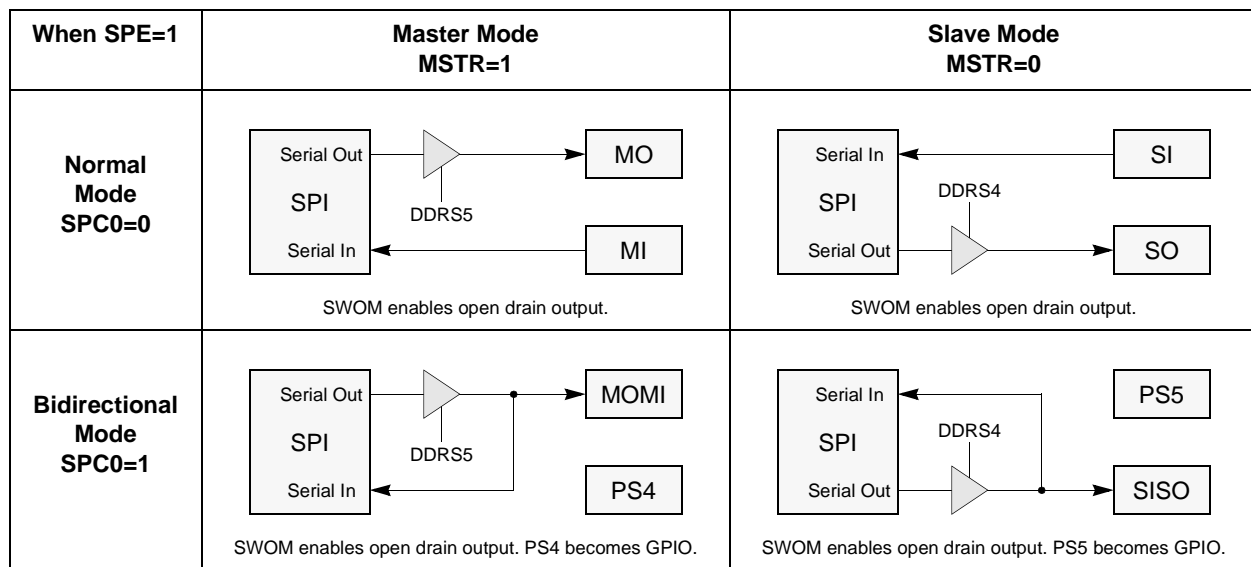 When SPE=1
Master Mode
MSTR=1
Slave Mode
MSTR=0
Normal
Mode
SPC0=0
Serial Out
SPI
Serial In
DDRS5
MO
MI
SWOM enables open drain output.
Serial In
SPI
Serial Out
DDRS4
SI
SO
SWOM enables open drain output.
Bidirectional
Mode
SPC0=1
Serial Out
SPI
Serial In
DDRS5
MOMI
PS4
SWOM enables open drain output. PS4 becomes GPIO.
Serial In
SPI
Serial Out
DDRS4
PS5
SISO
SWOM enables open drain output. PS5 becomes GPIO.